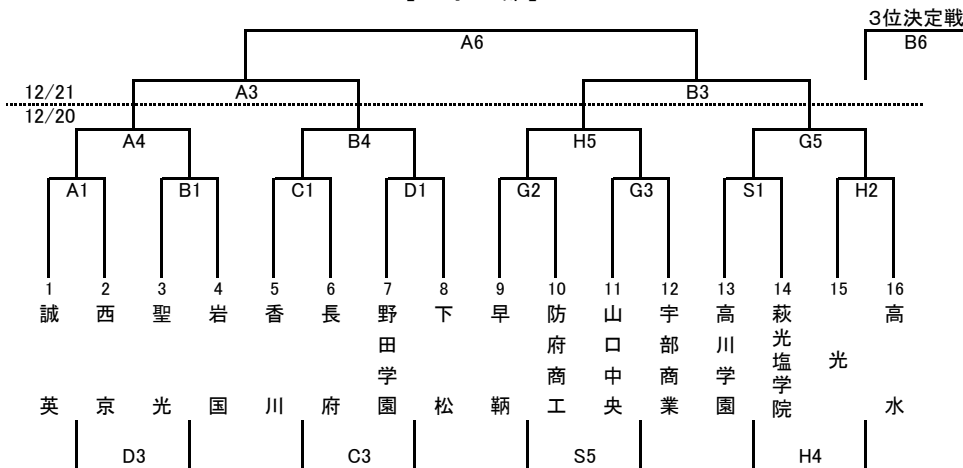 3位決定戦
A6
B6
12/21
A3
B3
12/20
A4
B4
H5
G5
A1
B1
C1
D1
G2
G3
S1
H2
1 2 3 4 5 6 7 8 9 10 11 12 13 14 15 16
誠英
西京
聖光
岩国
香川
長府
野田学園
下松
早鞆
防府商工
山口中央
宇部商業
高川学園
萩光塩学院
光
高水
D3
C3
S5
H4